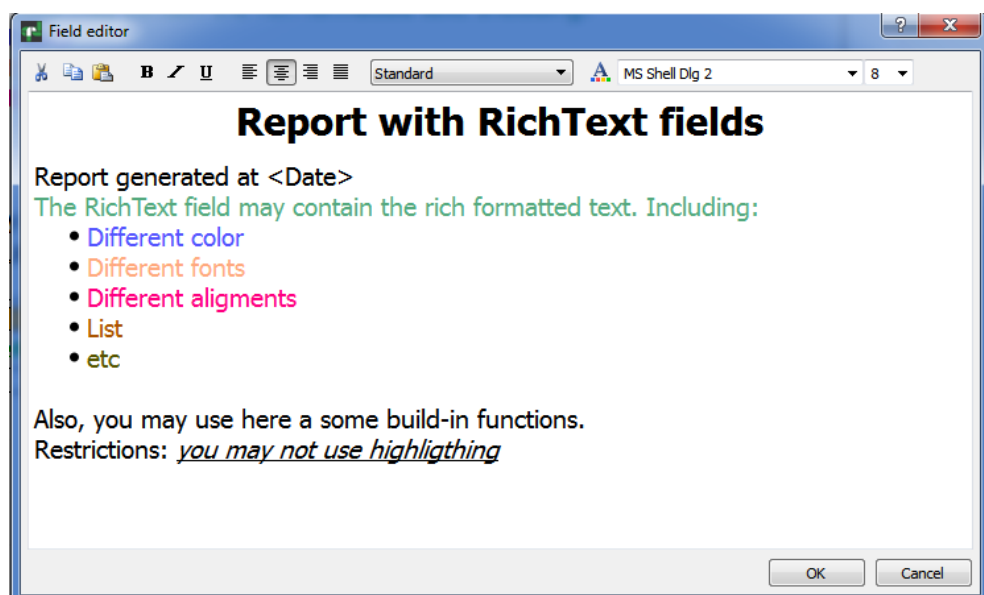 Field editor
B I U Standard A MS Shell Dlg 2 8
Report with RichText fields
Report generated at <Date>
The RichText field may contain the rich formatted text. Including:
• Different color
• Different fonts
• Different aligments
• List
• etc
Also, you may use here a some build-in functions.
Restrictions: you may not use highligthing
OK Cancel